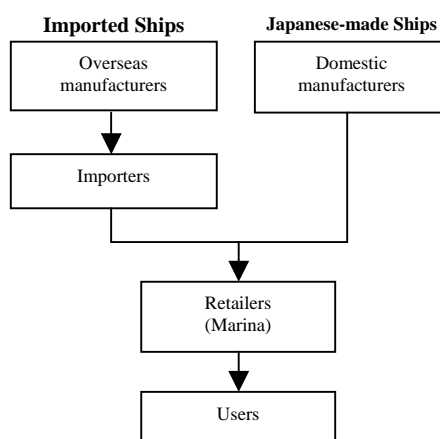 Imported Ships
Japanese-made Ships
Overseas
manufacturers
Domestic
manufacturers
Importers
Retailers
(Marina)
Users